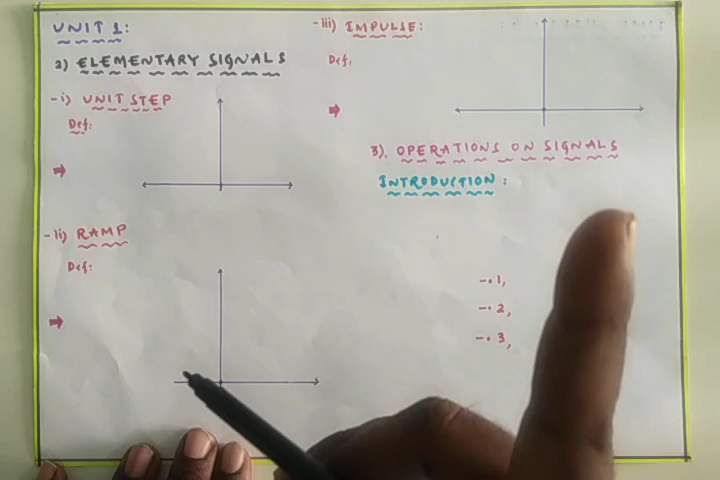 UNIT 1:
2) ELEMENTARY SIGNALS
-i) UNIT STEP
Def:
-ii) RAMP
Def:
-iii) IMPULSE:
Def:
3). OPERATIONS ON SIGNALS
INTRODUCTION:
-. 1,
-. 2,
-. 3,